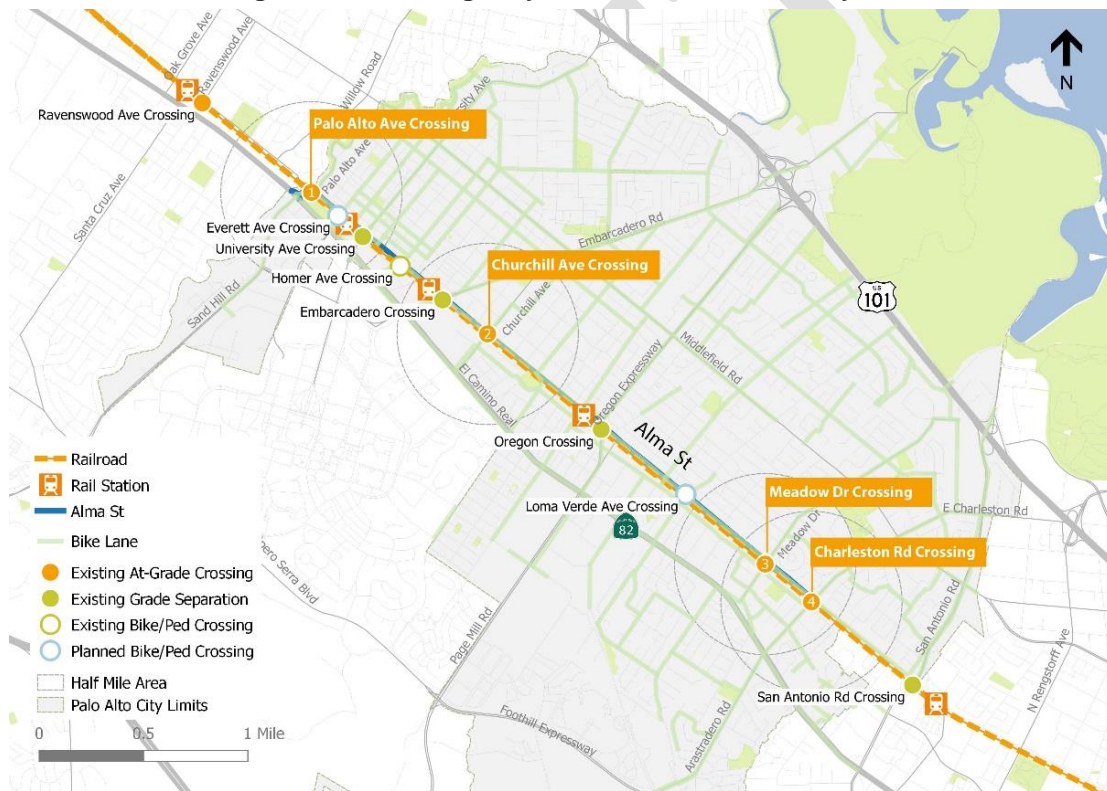 Oak Grove Ave
Ravenswood Ave
Willow Road
Ravenswood Ave Crossing
Palo Alto Ave Crossing
N
1
Palo Alto Ave
Santa Cruz Ave
Everett Ave Crossing
University Ave Crossing
Embarcadero Rd
Homer Ave Crossing
Churchill Ave Crossing
US
101
Sand Hill Rd
Embarcadero Crossing
2
Churchill Ave
Middlefield Rd
El Camino Real
Oregon Expressway
Oregon Crossing
Alma St
Railroad
Rail Station
Alma St
Bike Lane
Existing At-Grade Crossing
Existing Grade Separation
Existing Bike/Ped Crossing
Planned Bike/Ped Crossing
Half Mile Area
Palo Alto City Limits
0 0.5 1 Mile
Loma Verde Ave Crossing
82
Meadow Dr Crossing
E Charleston Rd
Meadow Dr
Charleston Rd Crossing
3
4
Page Mill Rd
San Antonio Rd
N Rengstorff Ave
San Antonio Rd Crossing
Foothill Expressway
Arastradero Rd